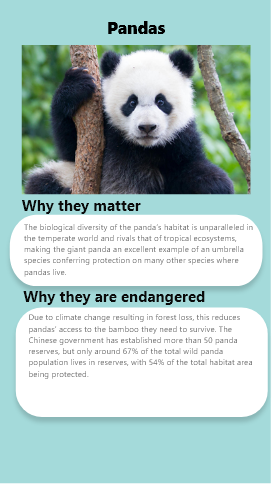 Pandas
Why they matter
The biological diversity of the panda's habitat is unparalleled in
the temperate world and rivals that of tropical ecosystems,
making the giant panda an excellent example of an umbrella
species conferring protection on many other species where
pandas live.
Why they are endangered
Due to climate change resulting in forest loss, this reduces
pandas' access to the bamboo they need to survive. The
Chinese government has established more than 50 panda
reserves, but only around 67% of the total wild panda
population lives in reserves, with 54% of the total habitat area
being protected.